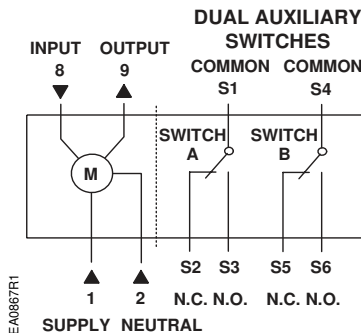 DUAL AUXILIARY
SWITCHES
INPUT OUTPUT
8 9
COMMON COMMON
S1 S4
SWITCH
A
SWITCH
B
M
S2 S3 S5 S6
1 2
N.C. N.O. N.C. N.O.
SUPPLY NEUTRAL
EA0867R1